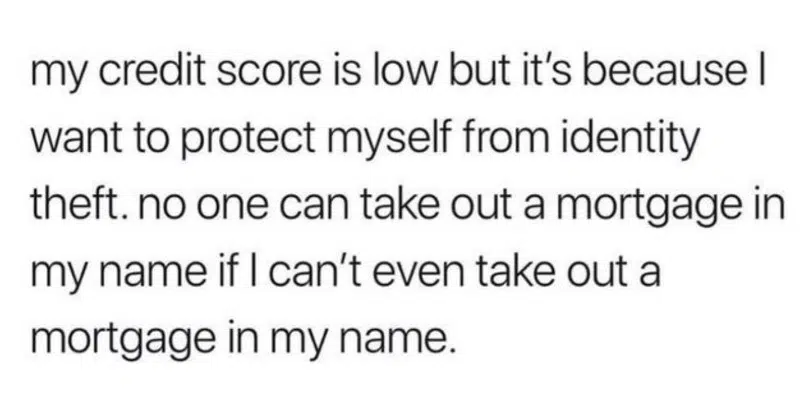 my credit score is low but it's because I
want to protect myself from identity
theft. no one can take out a mortgage in
my name if I can't even take out a
mortgage in my name.